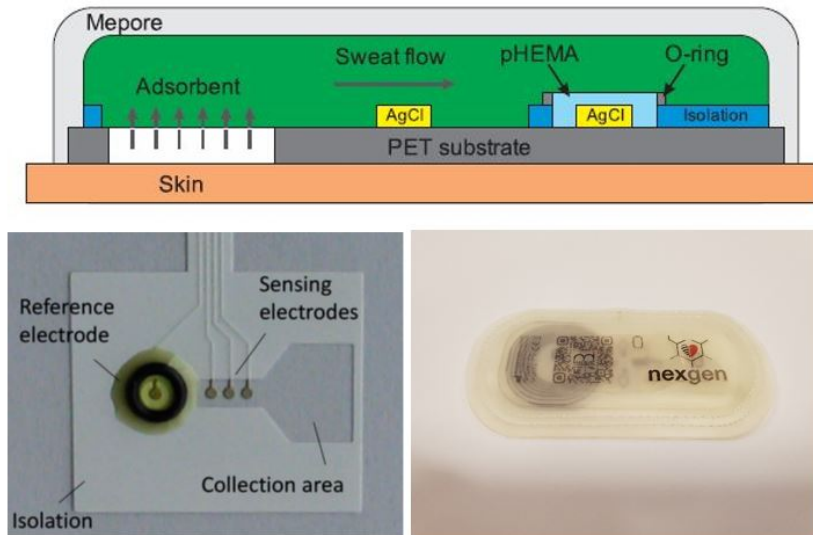 Mepore
Adsorbent
Sweat flow
pHEMA
O-ring
AgCl
AgCl
Isolation
PET substrate
Skin
Reference
electrode
Sensing
electrodes
Collection area
Isolation
nexgen